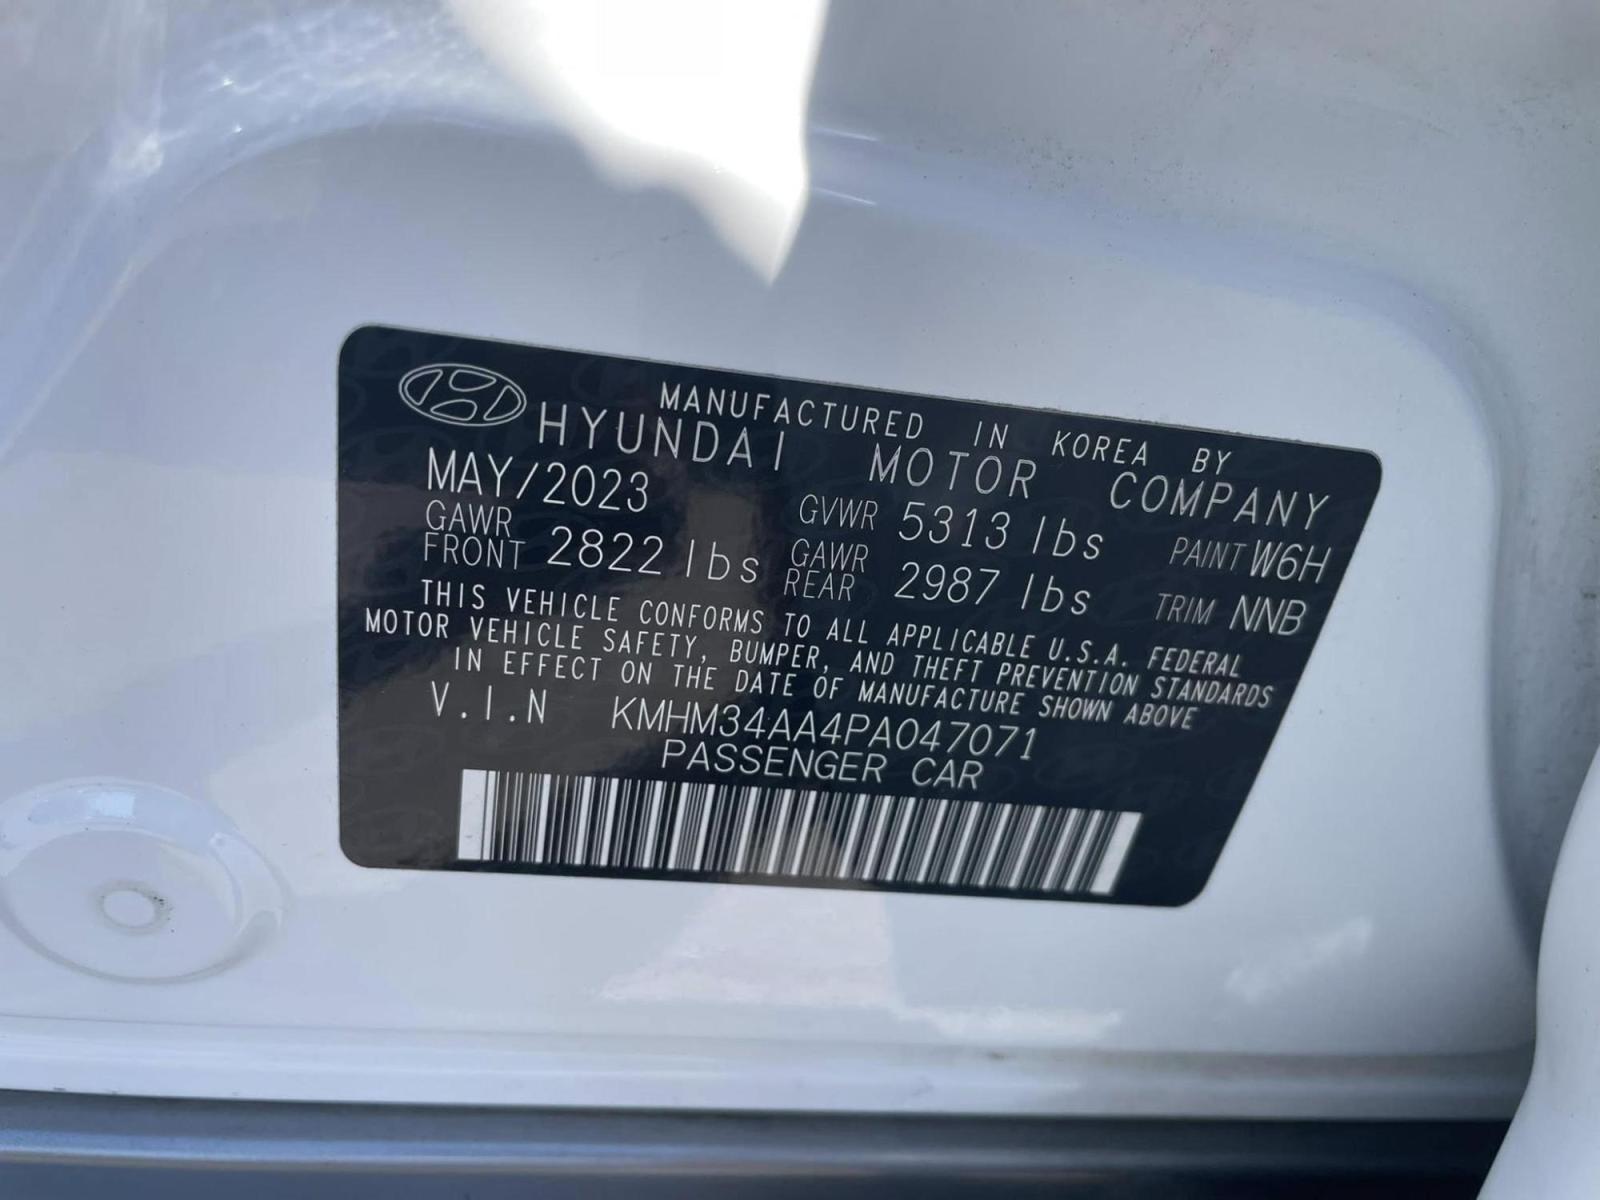 MANUFACTURED IN KOREA BY
HYUNDAI MOTOR COMPANY
MAY/2023 GVWR 5313 lbs PAINT W6H
GAWR FRONT 2822 lbs GAWR REAR 2987 lbs TRIM NNB
THIS VEHICLE CONFORMS TO ALL APPLICABLE U.S.A. FEDERAL
MOTOR VEHICLE SAFETY, BUMPER, AND THEFT PREVENTION STANDARDS
IN EFFECT ON THE DATE OF MANUFACTURE SHOWN ABOVE
V.I.N KMHM34AA4PA047071
PASSENGER CAR